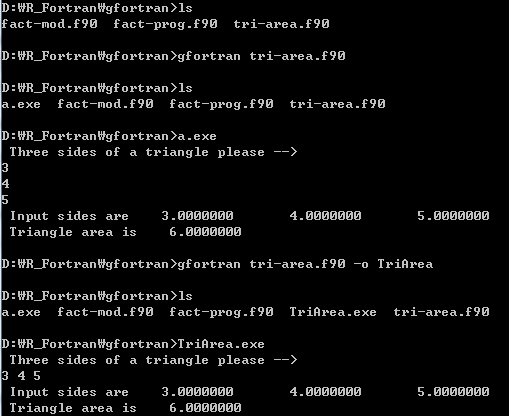 D:₩R_Fortran₩gfortran>ls
fact-mod.f90  fact-prog.f90  tri-area.f90
D:₩R_Fortran₩gfortran>gfortran tri-area.f90
D:₩R_Fortran₩gfortran>ls
a.exe  fact-mod.f90  fact-prog.f90  tri-area.f90
D:₩R_Fortran₩gfortran>a.exe
Three sides of a triangle please -->
3
4
5
Input sides are    3.0000000       4.0000000       5.0000000
Triangle area is    6.0000000
D:₩R_Fortran₩gfortran>gfortran tri-area.f90 -o TriArea
D:₩R_Fortran₩gfortran>ls
a.exe  fact-mod.f90  fact-prog.f90  TriArea.exe  tri-area.f90
D:₩R_Fortran₩gfortran>TriArea.exe
Three sides of a triangle please -->
3 4 5
Input sides are    3.0000000       4.0000000       5.0000000
Triangle area is    6.0000000